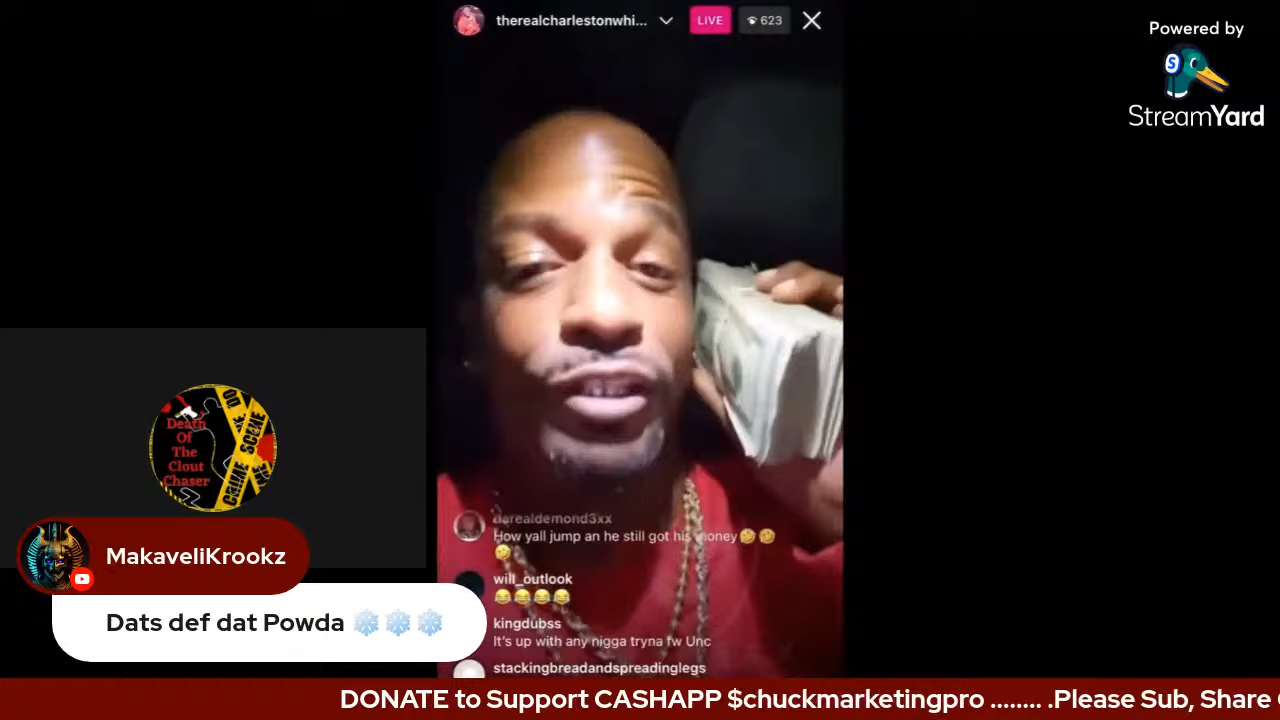 therealcharlestonwhi...
LIVE
623
Powered by
StreamYard
Death
Of
The
Clout
Chaser
MakaveliKrookz
Dats def dat Powda ❄️❄️❄️
darealdemond3xx
How yall jump an he still got his money🤣🤣
🤣
will_outlook
😂😂😂😂
kingdubss
It's up with any nigga tryna fw Unc
stackingbreadandspreadinglegs
DONATE to Support CASHAPP $chuckmarketingpro ........ .Please Sub, Share